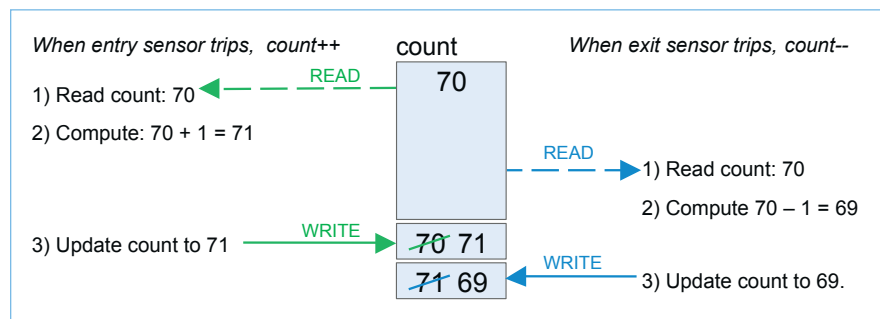 When entry sensor trips, count++
count
When exit sensor trips, count--
READ
70
1) Read count: 70
2) Compute: 70 + 1 = 71
READ
1) Read count: 70
2) Compute 70 – 1 = 69
3) Update count to 71
WRITE
70 71
WRITE
71 69
3) Update count to 69.